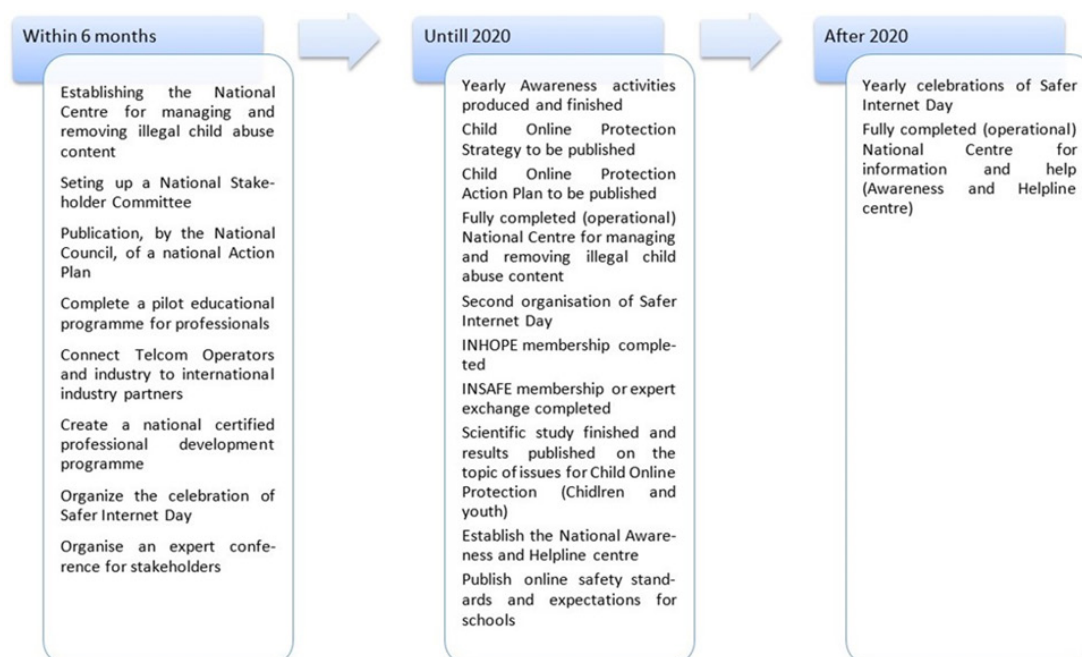 Within 6 months
Establishing the National
Centre for managing and
removing illegal child abuse
content
Seting up a National Stake-
holder Committee
Publication, by the National
Council, of a national Action
Plan
Complete a pilot educational
programme for professionals
Connect Telcom Operators
and industry to international
industry partners
Create a national certified
professional development
programme
Organize the celebration of
Safer Internet Day
Organise an expert confe-
rence for stakeholders
Untill 2020
Yearly Awareness activities
produced and finished
Child Online Protection
Strategy to be published
Child Online Protection
Action Plan to be published
Fully completed (operational)
National Centre for managing
and removing illegal child
abuse content
Second organisation of Safer
Internet Day
INHOPE membership comple-
ted
INSAFE membership or expert
exchange completed
Scientific study finished and
results published on the
topic of issues for Child Online
Protection (Chidlren and
youth)
Establish the National Aware-
ness and Helpline centre
Publish online safety stand-
ards and expectations for
schools
After 2020
Yearly celebrations of Safer
Internet Day
Fully completed (operational)
National Centre for
information and help
(Awareness and Helpline
centre)